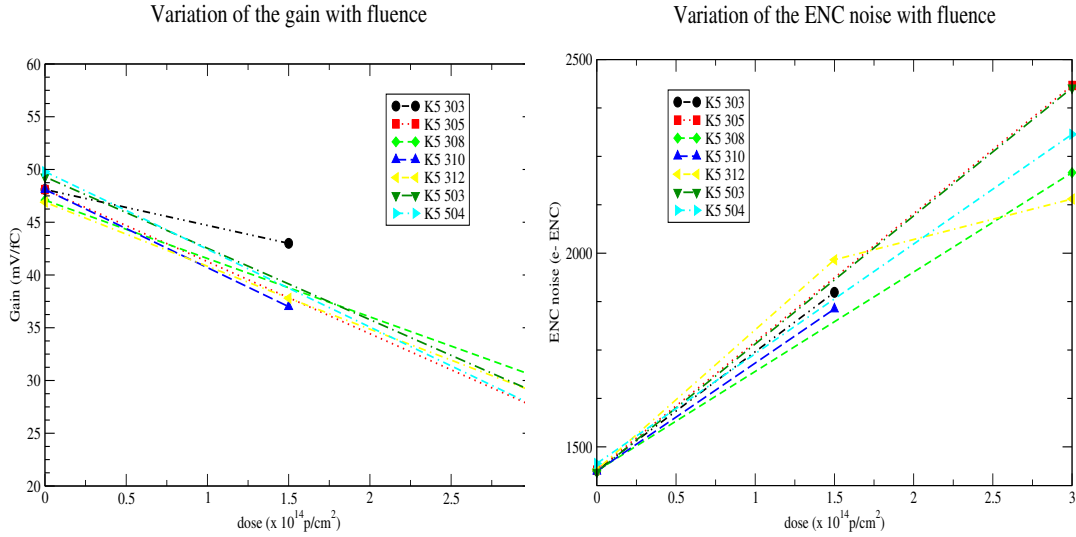 Variation of the gain with fluence
60
55
50
45
40
35
30
25
20
Gain (mV/fC)
0
0.5
1
1.5
2
2.5
dose (x 10^14 p/cm^2)
K5 303
K5 305
K5 308
K5 310
K5 312
K5 503
K5 504
Variation of the ENC noise with fluence
2500
2000
1500
ENC noise (e- ENC)
0
0.5
1
1.5
2
2.5
3
dose (x 10^14 p/cm^2)
K5 303
K5 305
K5 308
K5 310
K5 312
K5 503
K5 504